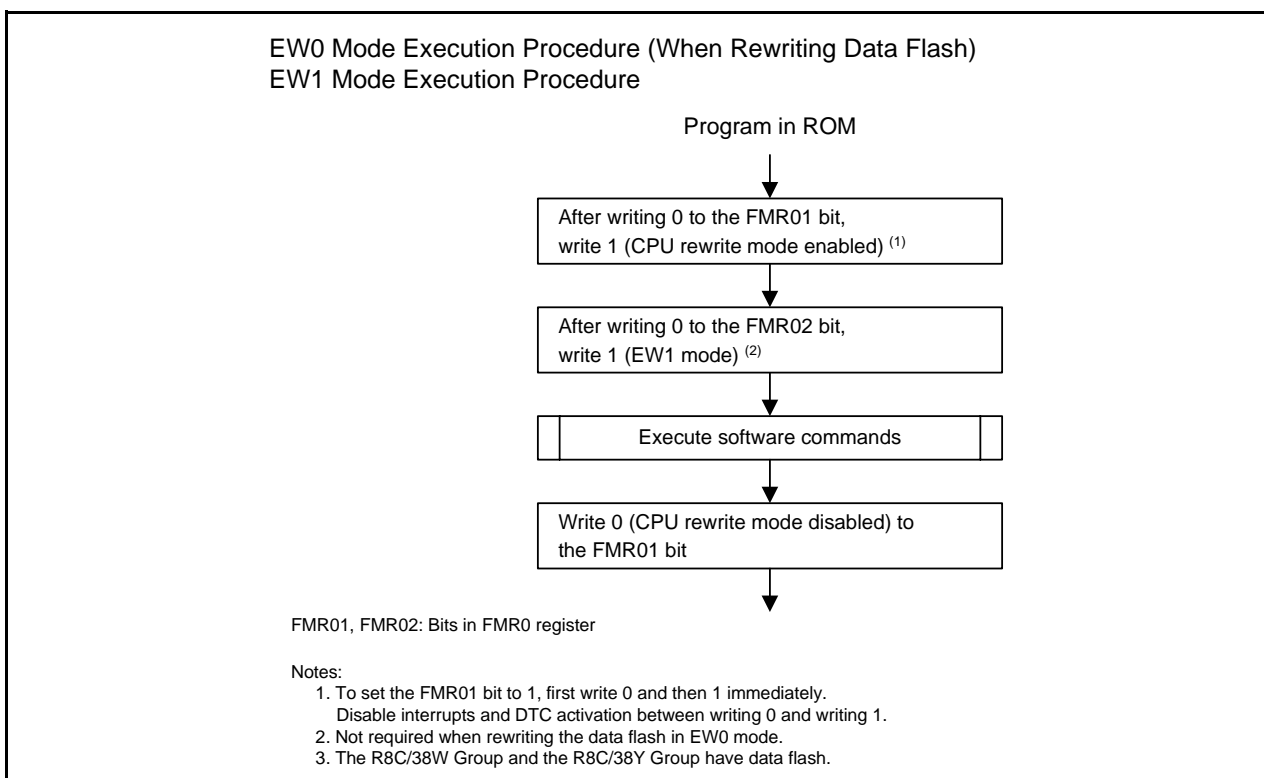 EW0 Mode Execution Procedure (When Rewriting Data Flash)
EW1 Mode Execution Procedure
Program in ROM
After writing 0 to the FMR01 bit,
write 1 (CPU rewrite mode enabled) (1)
After writing 0 to the FMR02 bit,
write 1 (EW1 mode) (2)
Execute software commands
Write 0 (CPU rewrite mode disabled) to
the FMR01 bit
FMR01, FMR02: Bits in FMR0 register
Notes:
1. To set the FMR01 bit to 1, first write 0 and then 1 immediately.
Disable interrupts and DTC activation between writing 0 and writing 1.
2. Not required when rewriting the data flash in EW0 mode.
3. The R8C/38W Group and the R8C/38Y Group have data flash.